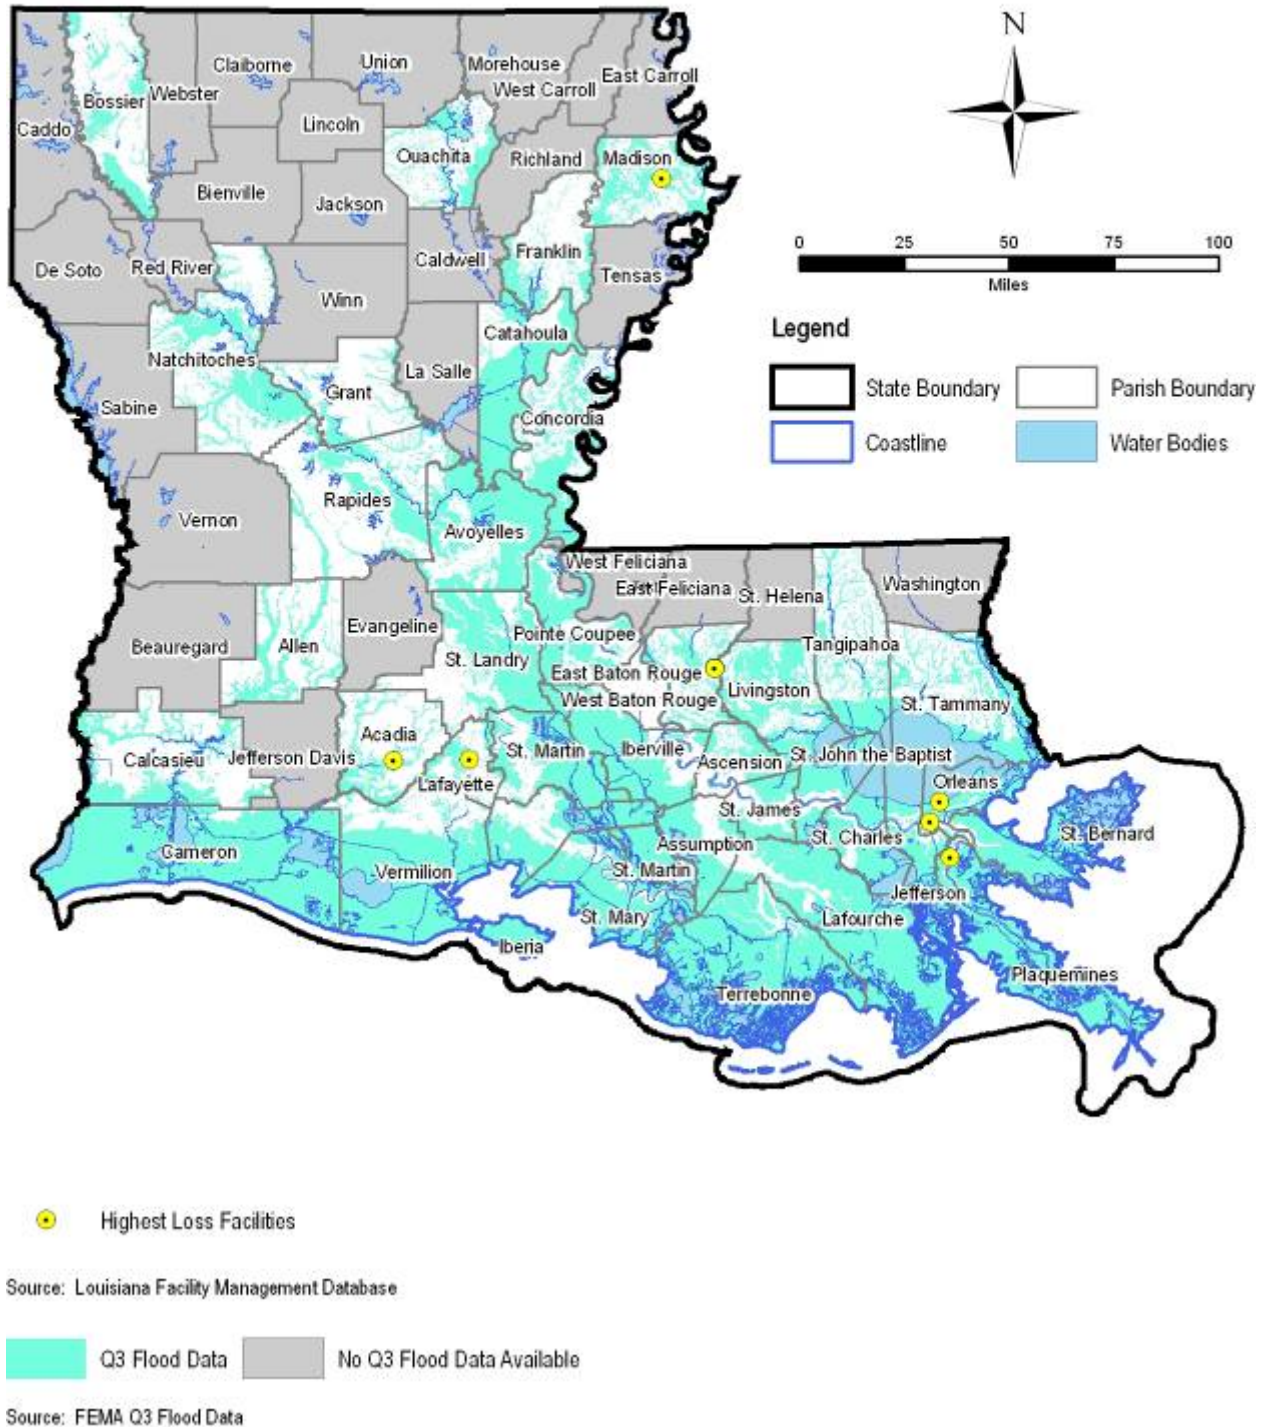 N
Claiborne
Union
Morehouse
East Carroll
West Carroll
Webster
Bossier
Caddo
Lincoln
Ouachita
Richland
Madison
Bienville
Jackson
De Soto
Red River
Caldwell
Franklin
Tensas
Winn
Natchitoches
Catahoula
La Salle
Grant
Sabine
Concordia
Rapides
Vernon
Avoyelles
West Feliciana
East Feliciana
St. Helena
Washington
Evangeline
Beauregard
Allen
Pointe Coupee
Tangipahoa
St. Landry
East Baton Rouge
Livingston
West Baton Rouge
St. Tammany
Acadia
St. Martin
Iberville
Calcasieu
Jefferson Davis
Ascension
St. John the Baptist
Lafayette
Orleans
St. James
St. Charles
St. Bernard
Cameron
Assumption
Vermilion
St. Martin
Jefferson
St. Mary
Lafourche
Iberia
Plaquemines
Terrebonne
0 25 50 75 100
Miles
Legend
State Boundary Parish Boundary
Coastline Water Bodies
Highest Loss Facilities
Source: Louisiana Facility Management Database
Q3 Flood Data No Q3 Flood Data Available
Source: FEMA Q3 Flood Data